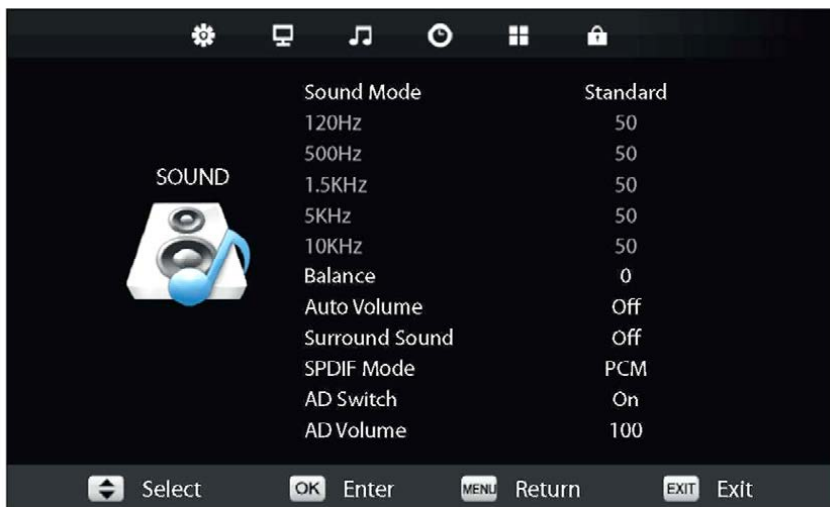 Sound Mode Standard
120Hz 50
500Hz 50
SOUND
1.5KHz 50
5KHz 50
10KHz 50
Balance 0
Auto Volume Off
Surround Sound Off
SPDIF Mode PCM
AD Switch On
AD Volume 100
Select OK Enter MENU Return EXIT Exit